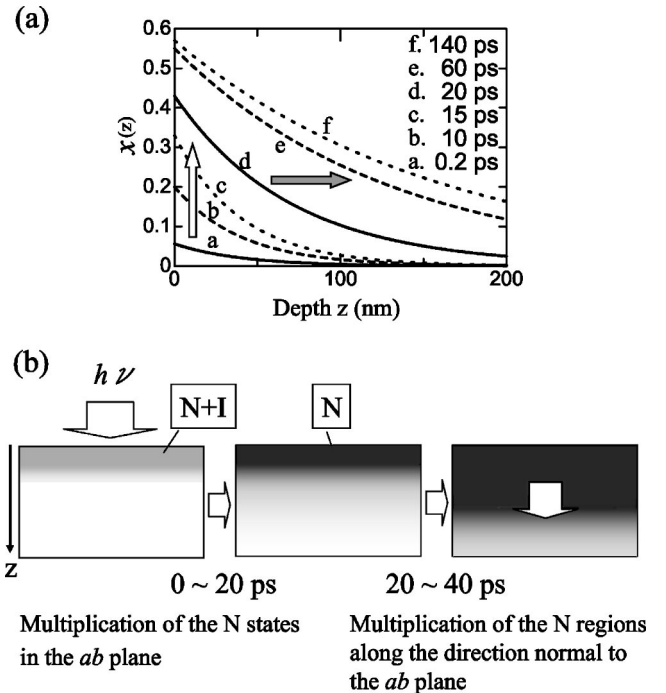 (a)
0.6
0.5
0.4
0.3
0.2
0.1
0
x(z)
f. 140 ps
e. 60 ps
d. 20 ps
c. 15 ps
b. 10 ps
a. 0.2 ps
f
e
d
c
b
a
0 100 200
Depth z (nm)
(b)
h ν
N+I
N
z
0 ~ 20 ps
20 ~ 40 ps
Multiplication of the N states
in the ab plane
Multiplication of the N regions
along the direction normal to
the ab plane